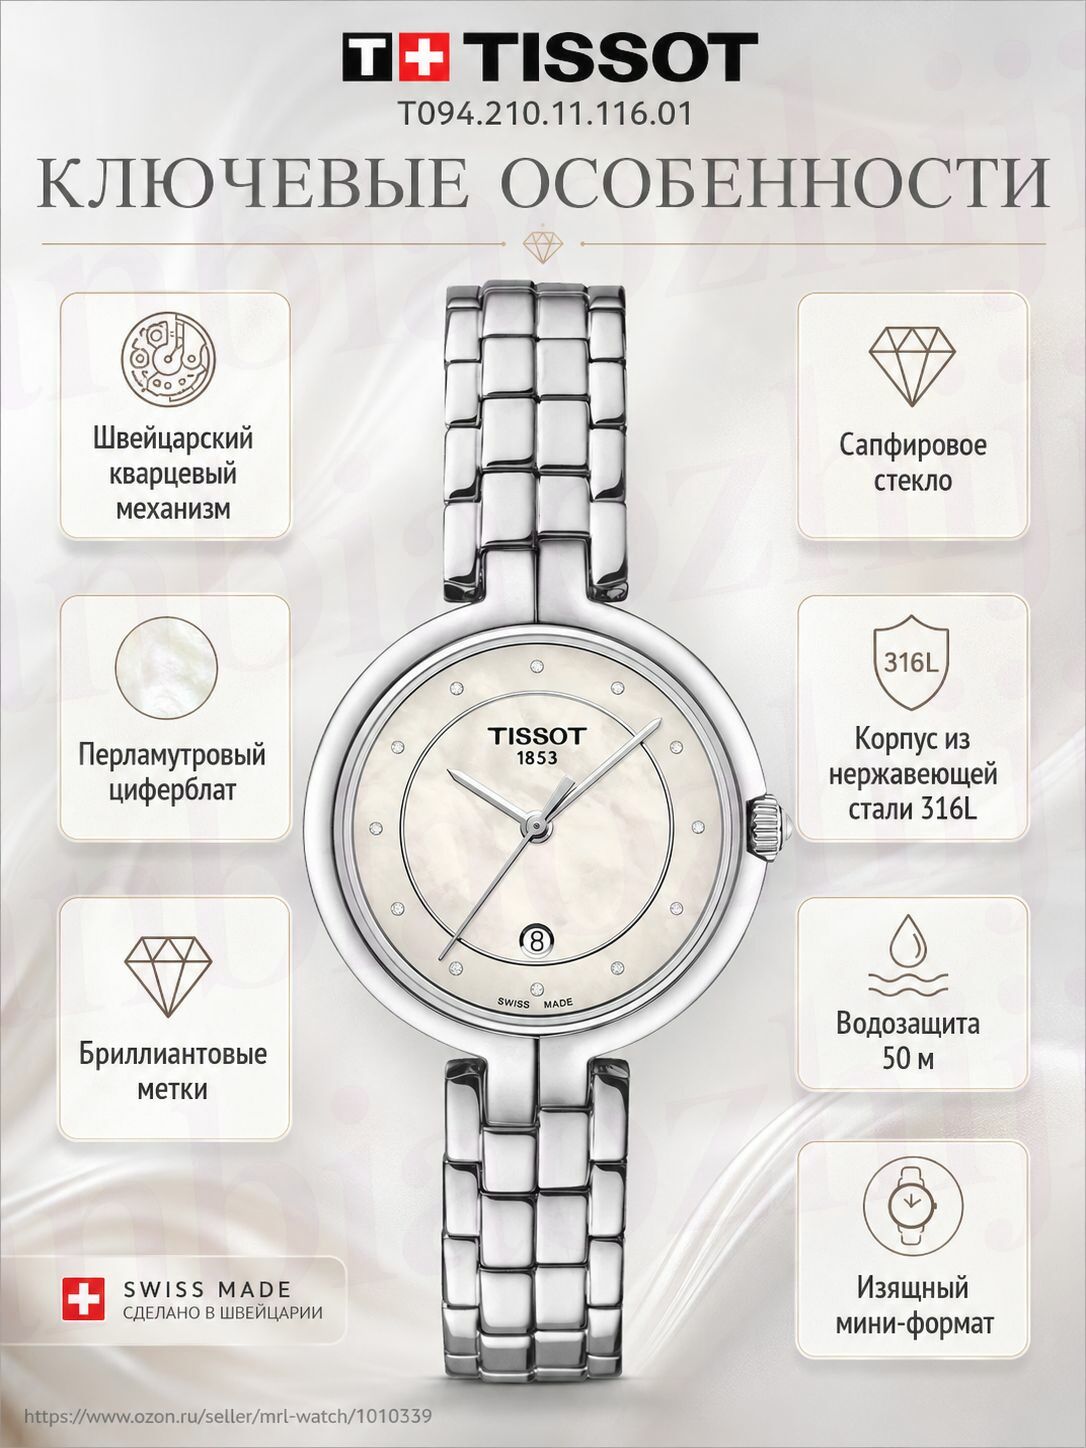 T+ TISSOT
T094.210.11.116.01
КЛЮЧЕВЫЕ ОСОБЕННОСТИ
Швейцарский
кварцевый
механизм
Сапфировое
стекло
Перламутровый
циферблат
316L
Корпус из
нержавеющей
стали 316L
TISSOT
1853
8
SWISS MADE
Бриллиантовые
метки
Водозащита
50 м
Изящный
мини-формат
SWISS MADE
СДЕЛАНО В ШВЕЙЦАРИИ
https://www.ozon.ru/seller/mrl-watch/1010339